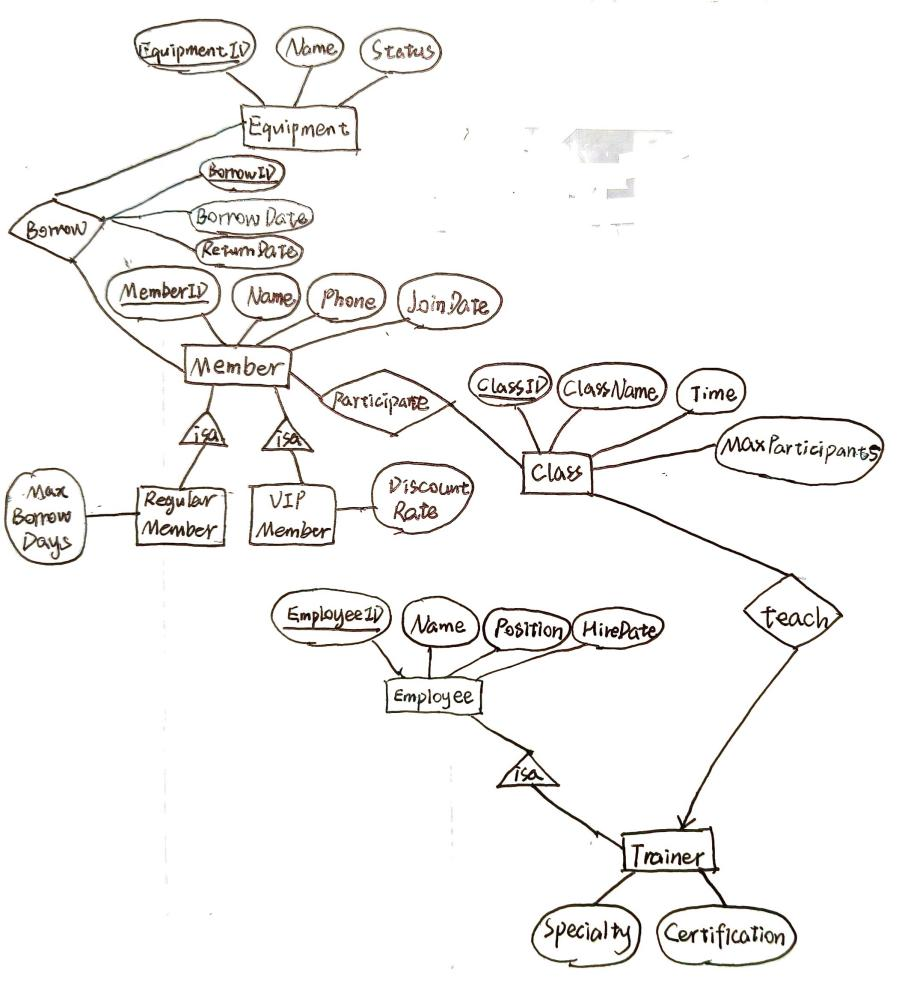 EquipmentID
Name
Status
Equipment
BorrowID
Borrow
BorrowDate
ReturnDate
MemberID
Name
Phone
JoinDate
Member
Participate
ClassID
ClassName
Time
MaxParticipants
Class
isa
isa
Max
Borrow
Days
Regular
Member
VIP
Member
Discount
Rate
teach
EmployeeID
Name
Position
HireDate
Employee
isa
Trainer
Specialty
Certification